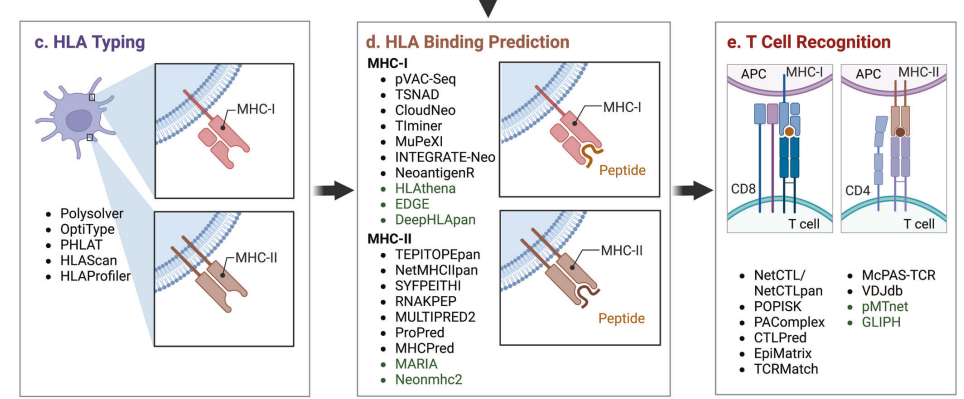 c. HLA Typing
MHC-I
• Polysolver
• OptiType
• PHLAT
• HLAScan
• HLAProfiler
MHC-II
d. HLA Binding Prediction
MHC-I
• pVAC-Seq
• TSNAD
• CloudNeo
• TIminer
• MuPeXI
• INTEGRATE-Neo
• NeoantigenR
• HLAthena
• EDGE
• DeepHLApan
MHC-I
Peptide
MHC-II
• TEPITOPEpan
• NetMHCIIpan
• SYFPEITHI
• RNAKPEP
• MULTIPRED2
• ProPred
• MHCPred
• MARIA
• Neonmhc2
MHC-II
Peptide
e. T Cell Recognition
APC
MHC-I
CD8
T cell
APC
MHC-II
CD4
T cell
• NetCTL/
NetCTLpan
• POPISK
• PAComplex
• CTLPred
• EpiMatrix
• TCRMatch
• McPAS-TCR
• VDJdb
• pMTnet
• GLIPH